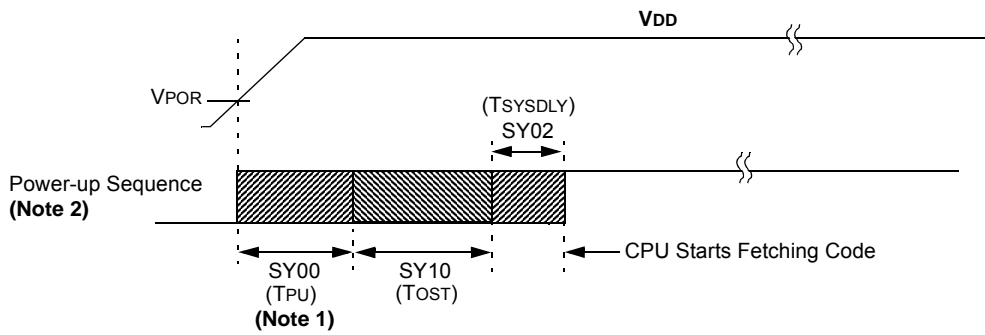 VDD
VPOR
(TSYSDLY)
SY02
Power-up Sequence
(Note 2)
CPU Starts Fetching Code
SY00
(TPU)
(Note 1)
SY10
(TOST)